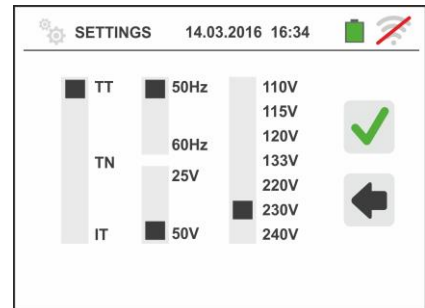 SETTINGS 14.03.2016 16:34
TT
TN
IT
50Hz
60Hz
25V
50V
110V
115V
120V
133V
220V
230V
240V